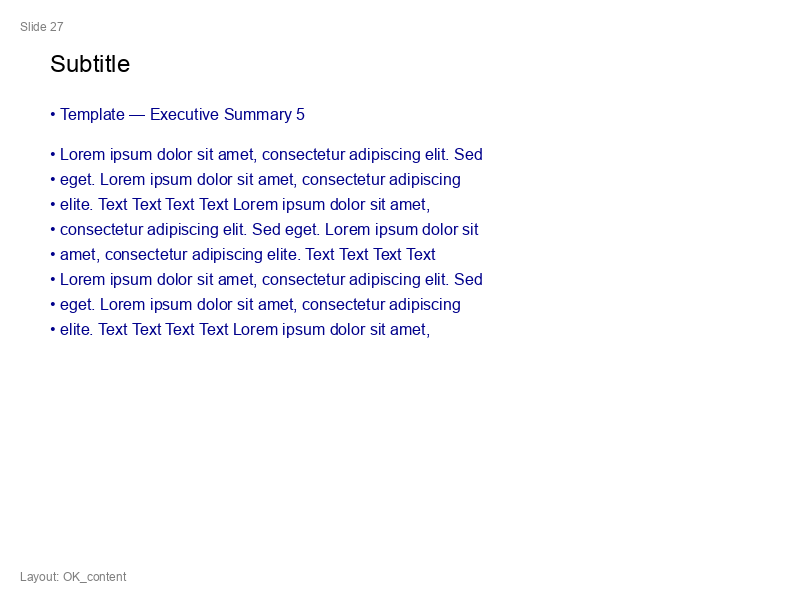 Slide 27
Subtitle
• Template — Executive Summary 5
• Lorem ipsum dolor sit amet, consectetur adipiscing elit. Sed
• eget. Lorem ipsum dolor sit amet, consectetur adipiscing
• elite. Text Text Text Text Lorem ipsum dolor sit amet,
• consectetur adipiscing elit. Sed eget. Lorem ipsum dolor sit
• amet, consectetur adipiscing elite. Text Text Text Text
• Lorem ipsum dolor sit amet, consectetur adipiscing elit. Sed
• eget. Lorem ipsum dolor sit amet, consectetur adipiscing
• elite. Text Text Text Text Lorem ipsum dolor sit amet,
Layout: OK_content